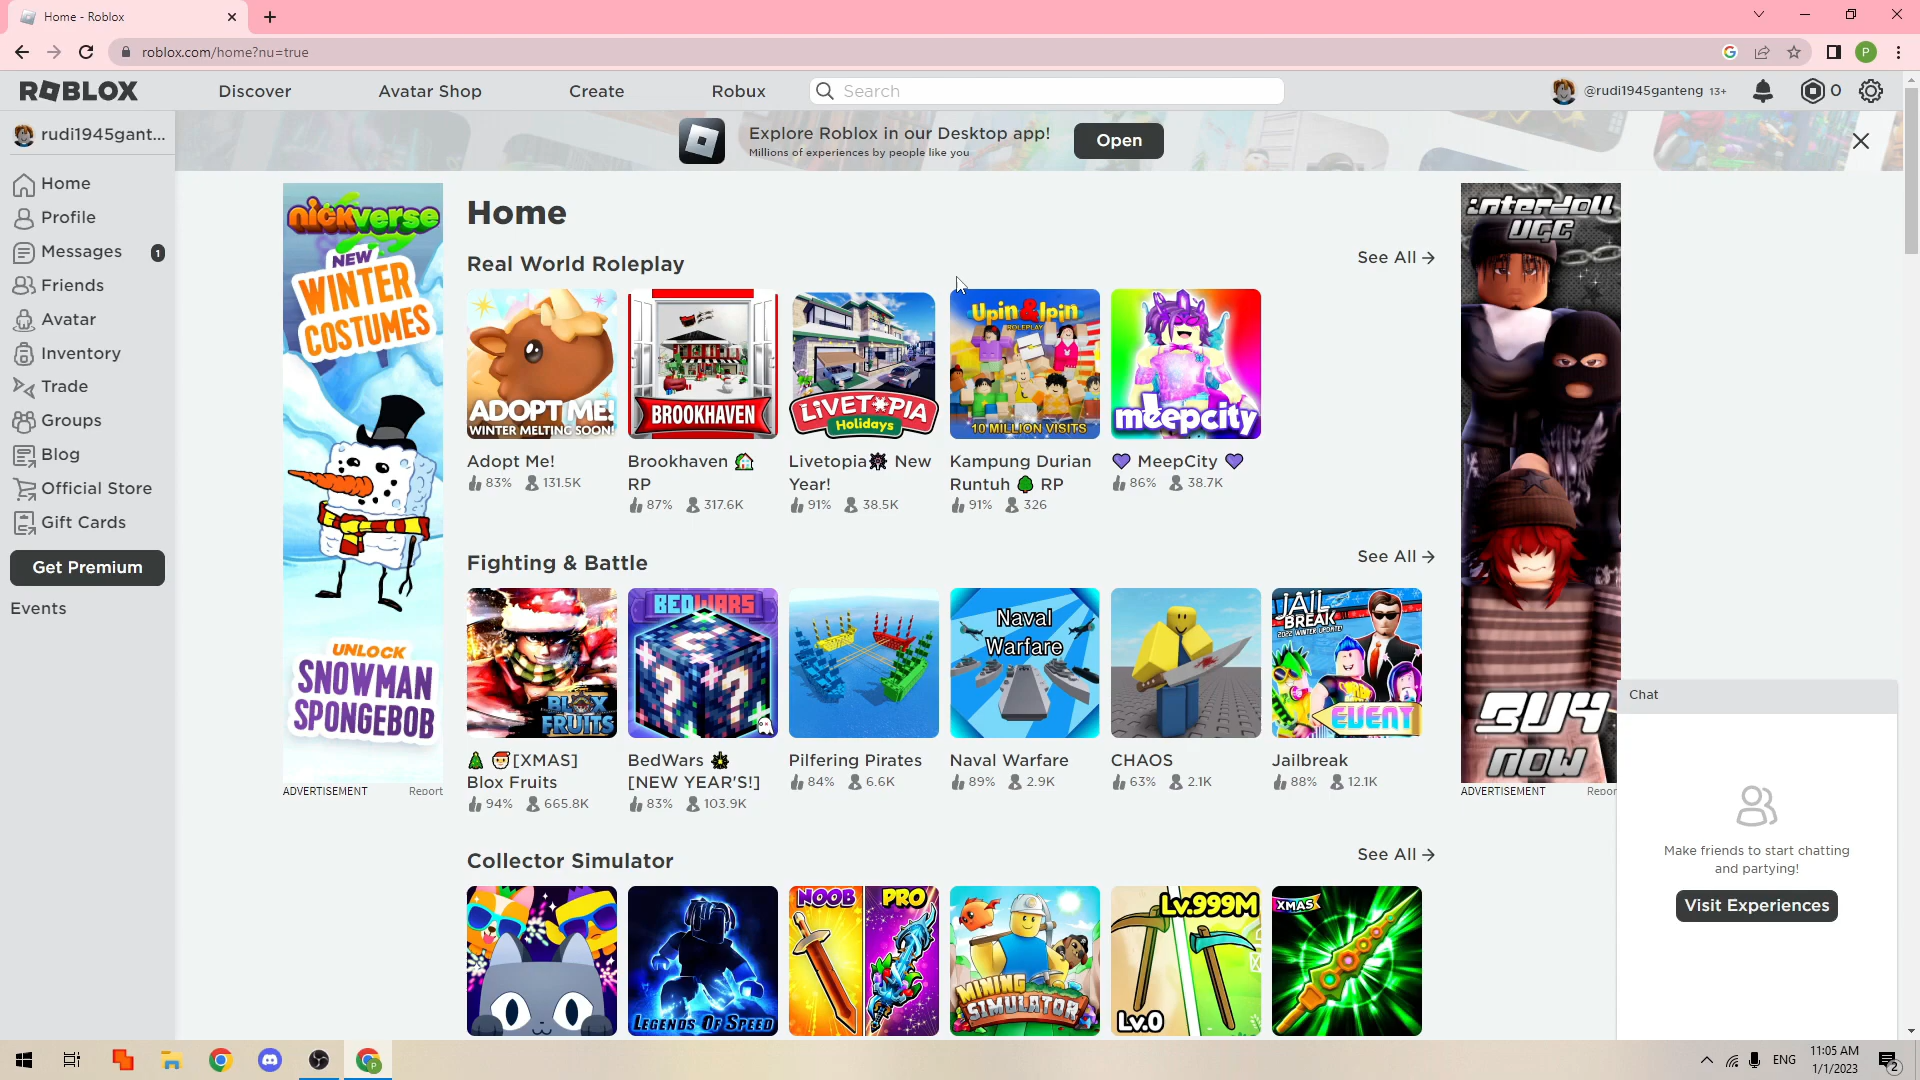 Home - Roblox
roblox.com/home?nu=true
P
ROBLOX
Discover
Avatar Shop
Create
Robux
Search
@rudi1945ganteng 13+
0
rudi1945gant...
Home
Profile
Messages 1
Friends
Avatar
Inventory
Trade
Groups
Blog
Official Store
Gift Cards
Get Premium
Events
Explore Roblox in our Desktop app!
Millions of experiences by people like you
Open
nickverse
NEW
WINTER
COSTUMES
UNLOCK
SNOWMAN
SPONGEBOB
ADVERTISEMENT
Report
Home
Real World Roleplay
See All →
ADOPT ME!
WINTER MELTING SOON!
BROOKHAVEN
LIVETOPIA
Holidays
Upin&Ipin
ROLEPLAY
10 MILLION VISITS
meepcity
Adopt Me!
83% 131.5K
Brookhaven 🏠
RP
87% 317.6K
Livetopia🎆 New
Year!
91% 38.5K
Kampung Durian
Runtuh 🌳 RP
91% 326
💜 MeepCity 💜
86% 38.7K
Fighting & Battle
See All →
BLOX
FRUITS
BEDWARS
? ?
Naval
Warfare
JAIL
BREAK
2022 WINTER UPDATE!
EVENT
🎄 🎅[XMAS]
Blox Fruits
94% 665.8K
BedWars 🎆
[NEW YEAR'S!]
83% 103.9K
Pilfering Pirates
84% 6.6K
Naval Warfare
89% 2.9K
CHAOS
63% 2.1K
Jailbreak
88% 12.1K
Collector Simulator
See All →
LEGENDS OF SPEED
NOOB
PRO
MINING
SIMULATOR
Lv.999M
Lv.0
XMAS
interdoll
UGC
BUY
NOW
ADVERTISEMENT
Repor
Chat
Make friends to start chatting
and partying!
Visit Experiences
P
ENG
11:05 AM
1/1/2023
2